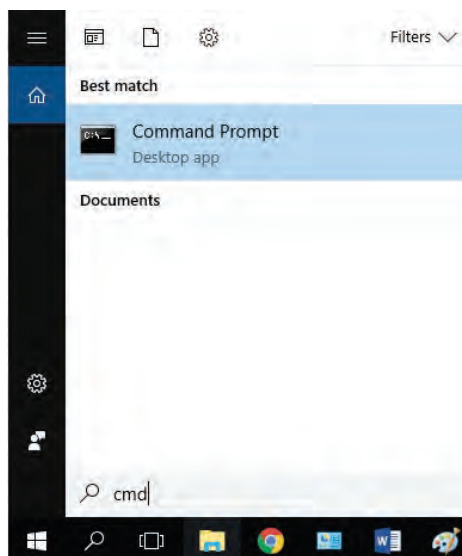 Filters
Best match
C:\_
Command Prompt
Desktop app
Documents
cmd
W